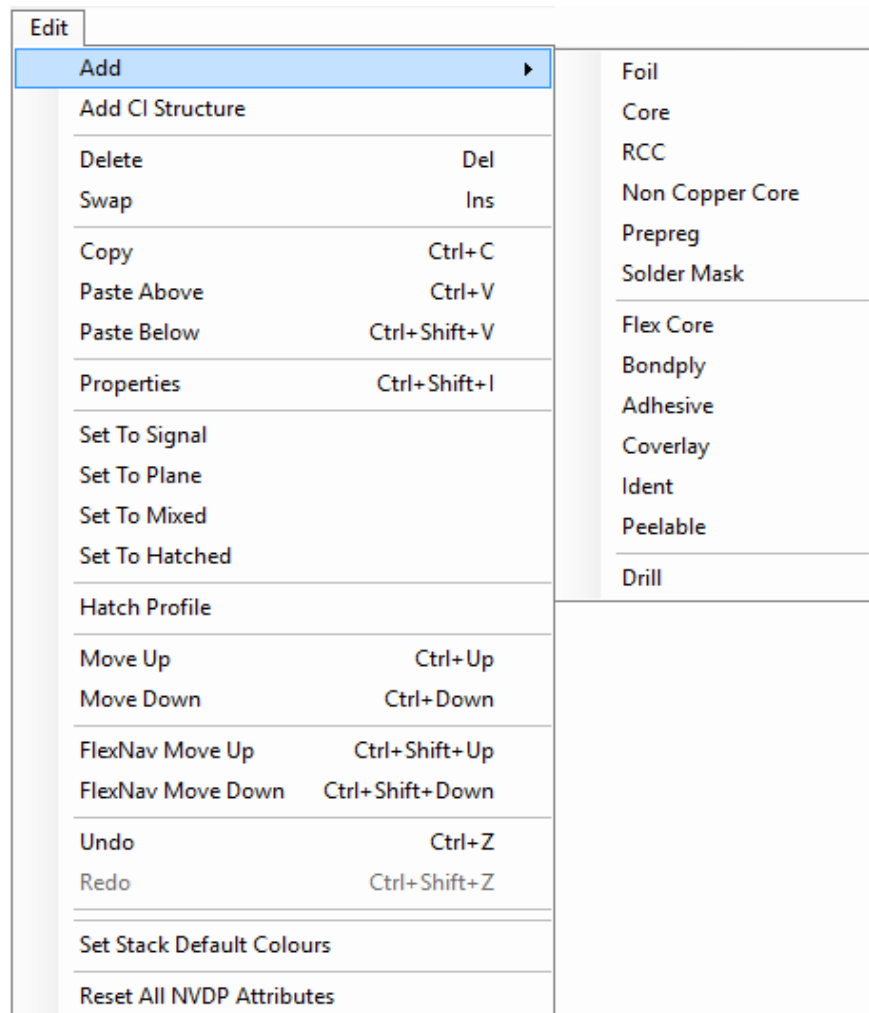 Edit
Add
Add CI Structure
Delete Del
Swap Ins
Copy Ctrl+C
Paste Above Ctrl+V
Paste Below Ctrl+Shift+V
Properties Ctrl+Shift+I
Set To Signal
Set To Plane
Set To Mixed
Set To Hatched
Hatch Profile
Move Up Ctrl+Up
Move Down Ctrl+Down
FlexNav Move Up Ctrl+Shift+Up
FlexNav Move Down Ctrl+Shift+Down
Undo Ctrl+Z
Redo Ctrl+Shift+Z
Set Stack Default Colours
Reset All NVDP Attributes
Foil
Core
RCC
Non Copper Core
Prepreg
Solder Mask
Flex Core
Bondply
Adhesive
Coverlay
Ident
Peelable
Drill